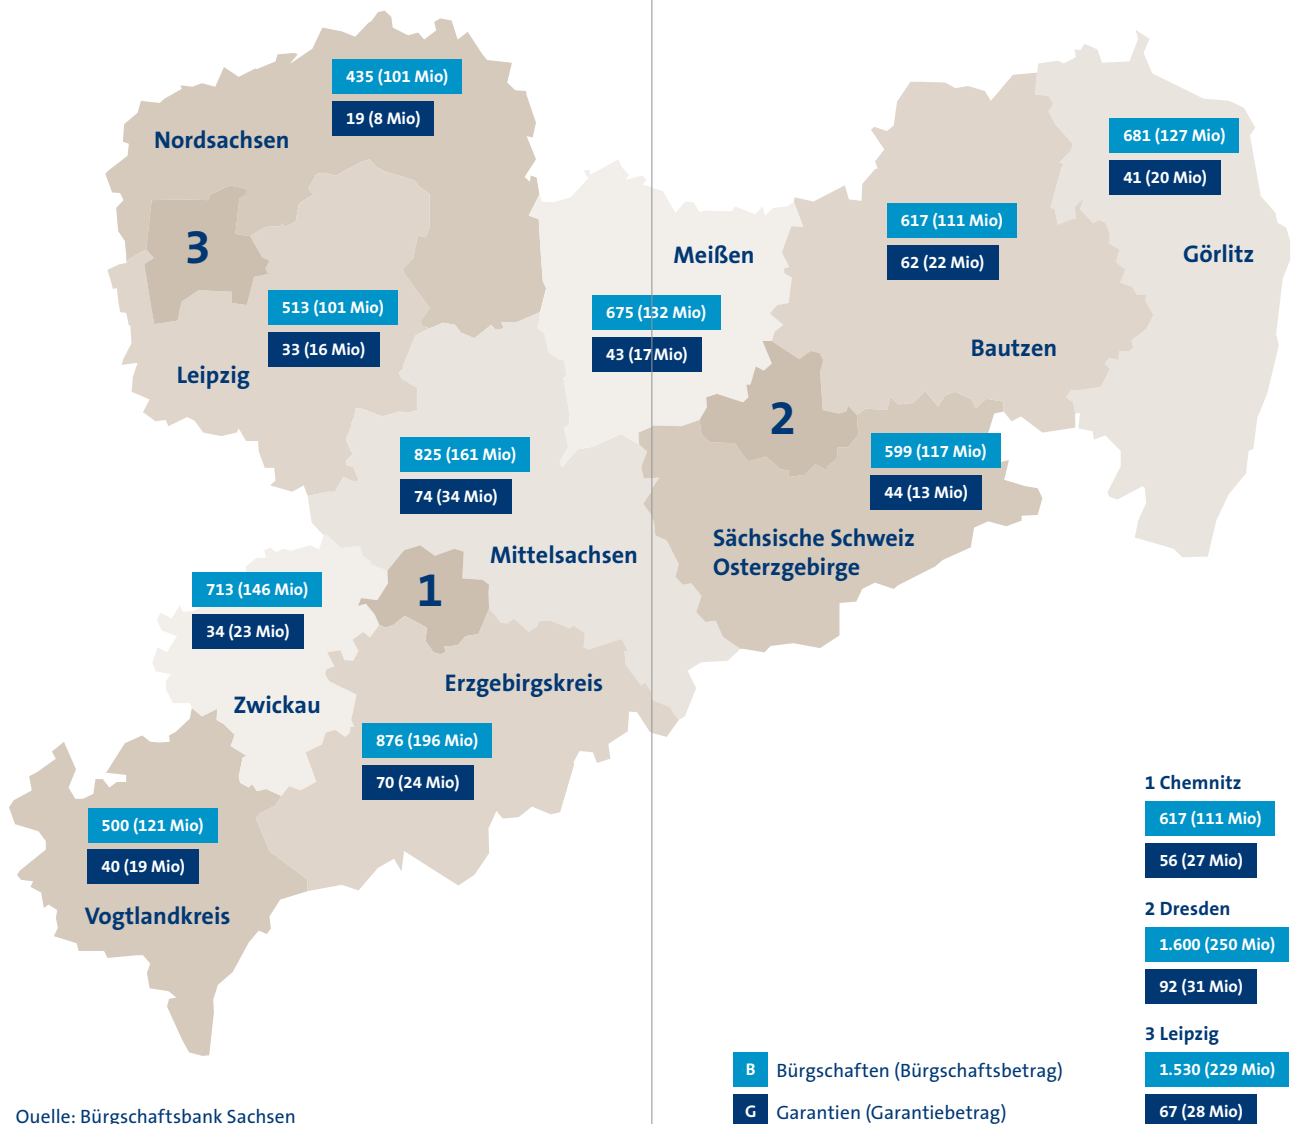 435 (101 Mio)
19 (8 Mio)
Nordsachsen
681 (127 Mio)
41 (20 Mio)
617 (111 Mio)
62 (22 Mio)
3
Meißen
Görlitz
513 (101 Mio)
33 (16 Mio)
675 (132 Mio)
43 (17 Mio)
Leipzig
Bautzen
2
825 (161 Mio)
74 (34 Mio)
599 (117 Mio)
44 (13 Mio)
Mittelsachsen
Sächsische Schweiz
Osterzgebirge
713 (146 Mio)
34 (23 Mio)
1
Zwickau
Erzgebirgskreis
876 (196 Mio)
70 (24 Mio)
500 (121 Mio)
40 (19 Mio)
Vogtlandkreis
1 Chemnitz
617 (111 Mio)
56 (27 Mio)
2 Dresden
1.600 (250 Mio)
92 (31 Mio)
3 Leipzig
1.530 (229 Mio)
67 (28 Mio)
B Bürgschaften (Bürgschaftsbetrag)
G Garantien (Garantiebetrag)
Quelle: Bürgschaftsbank Sachsen